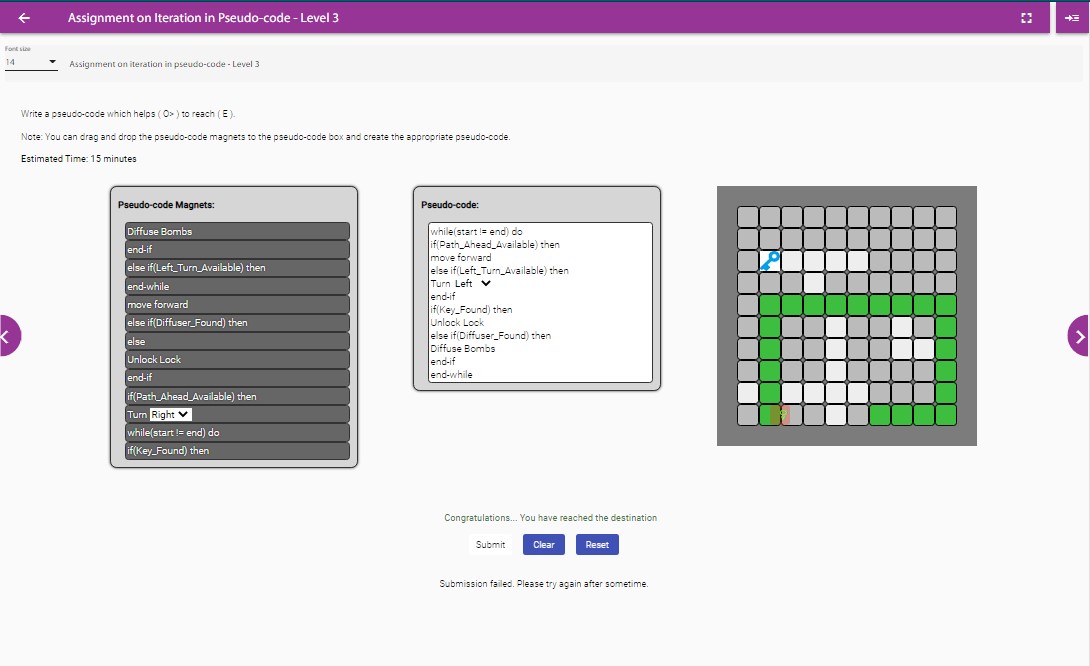 Assignment on Iteration in Pseudo-code - Level 3
Font size
14
Assignment on iteration in pseudo-code - Level 3
Write a pseudo-code which helps ( O> ) to reach ( E ).
Note: You can drag and drop the pseudo-code magnets to the pseudo-code box and create the appropriate pseudo-code.
Estimated Time: 15 minutes
Pseudo-code Magnets:
Diffuse Bombs
end-if
else if(Left_Turn_Available) then
end-while
move forward
else if(Diffuser_Found) then
else
Unlock Lock
end-if
if(Path_Ahead_Available) then
Turn Right
while(start != end) do
if(Key_Found) then
Pseudo-code:
while(start != end) do
if(Path_Ahead_Available) then
move forward
else if(Left_Turn_Available) then
Turn Left
end-if
if(Key_Found) then
Unlock Lock
else if(Diffuser_Found) then
Diffuse Bombs
end-if
end-while
Congratulations... You have reached the destination
Submit Clear Reset
Submission failed. Please try again after sometime.